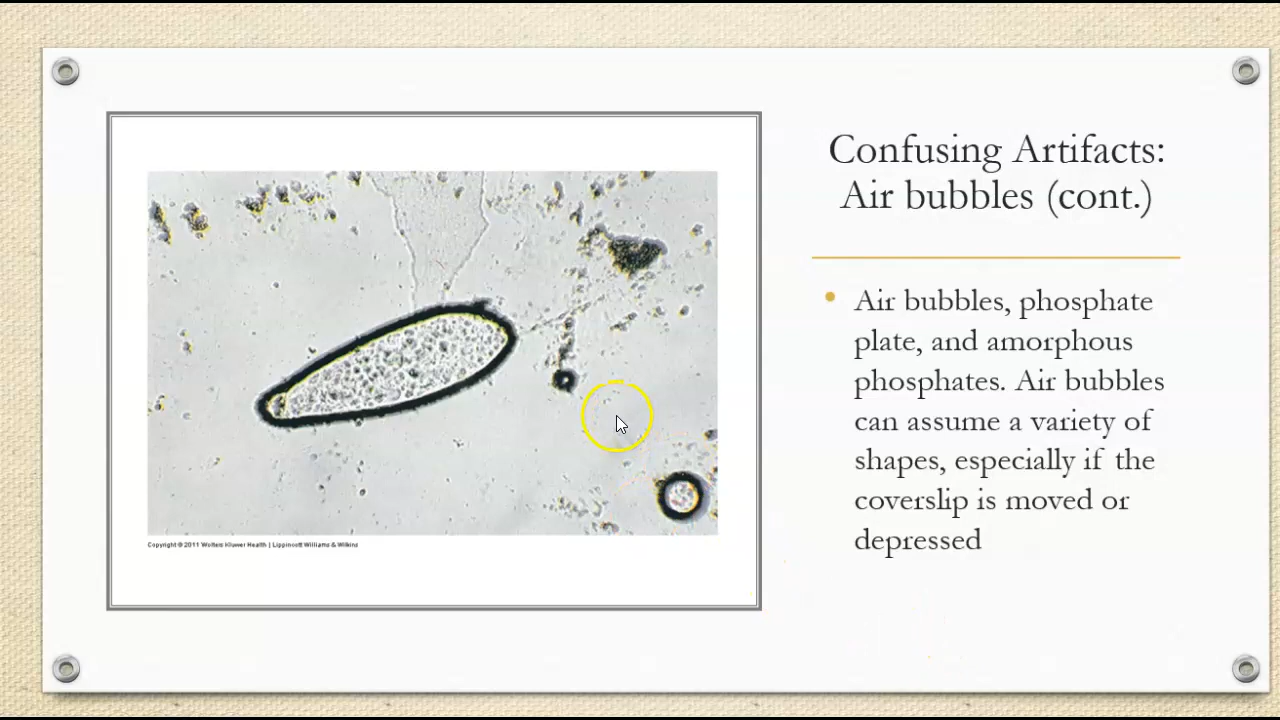 Confusing Artifacts:
Air bubbles (cont.)
• Air bubbles, phosphate
plate, and amorphous
phosphates. Air bubbles
can assume a variety of
shapes, especially if the
coverslip is moved or
depressed
Copyright © 2011 Wolters Kluwer Health | Lippincott Williams & Wilkins